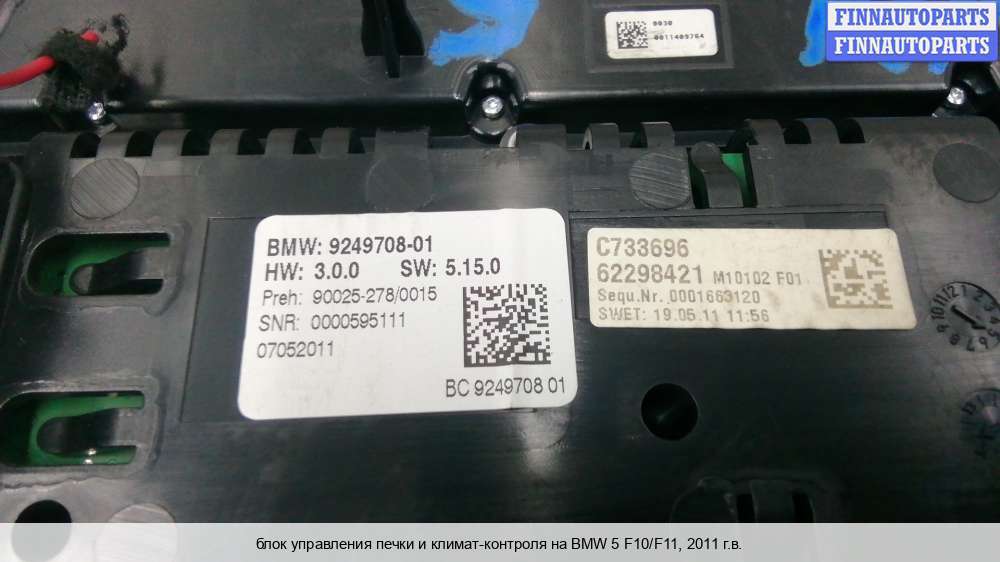 0030
0011409764
FINNAUTOPARTS
FINNAUTOPARTS
BMW: 9249708-01
HW: 3.0.0 SW: 5.15.0
Preh: 90025-278/0015
SNR: 0000595111
07052011
BC 9249708 01
C733696
62298421 M10102 F01
Sequ.Nr. 0001663120
SWET: 19.05.11 11:56
блок управления печки и климат-контроля на BMW 5 F10/F11, 2011 г.в.